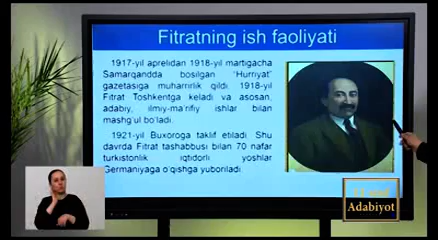 Fitratning ish faoliyati
1917-yil aprelidan 1918-yil martigacha
Samarqandda bosilgan "Hurriyat"
gazetasiga muharrirlik qildi. 1918-yil
Fitrat Toshkentga keladi va asosan,
adabiy, ilmiy-ma'rifiy ishlar bilan
mashg'ul bo'ladi.
1921-yil Buxoroga taklif etiladi. Shu
davrda Fitrat tashabbusi bilan 70 nafar
turkistonlik iqtidorli yoshlar
Germaniyaga o'qishga yuboriladi.
Adabiyot